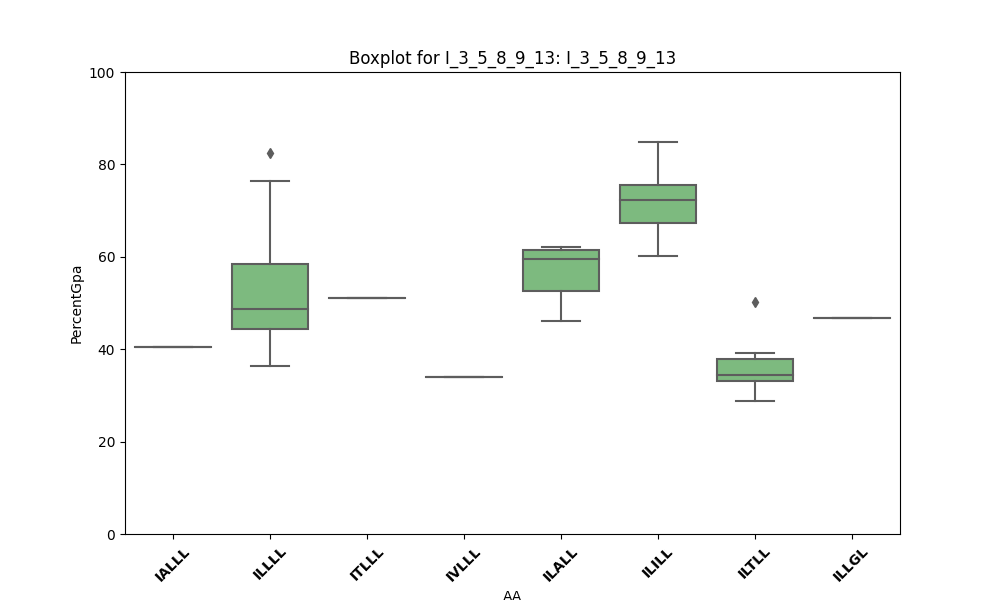 Boxplot for I_3_5_8_9_13: I_3_5_8_9_13
100
80
60
40
20
0
PercentGpa
IALLL
ILLLL
ITLLL
IVLLL
ILALL
ILILL
ILTLL
ILLGL
AA